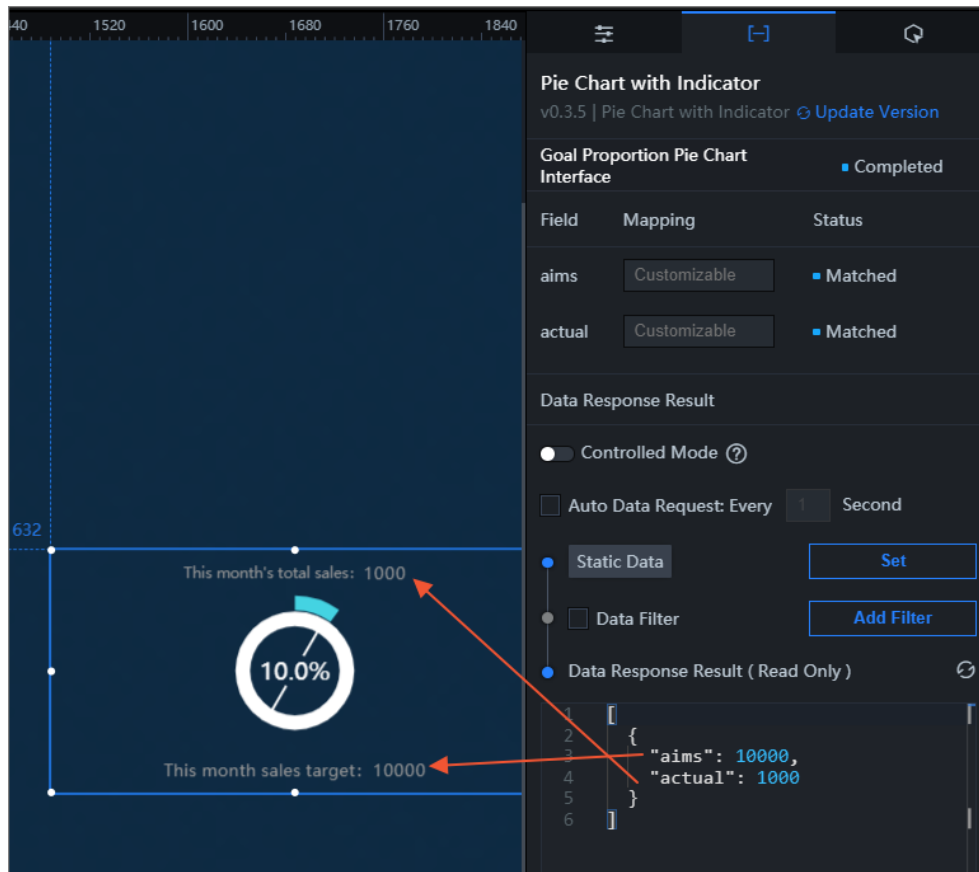 1520 1600 1680 1760 1840
632
This month's total sales: 1000
10.0%
This month sales target: 10000
Pie Chart with Indicator
v0.3.5 | Pie Chart with Indicator Update Version
Goal Proportion Pie Chart
Interface
Completed
Field Mapping Status
aims Customizable Matched
actual Customizable Matched
Data Response Result
Controlled Mode ?
Auto Data Request: Every 1 Second
Static Data Set
Data Filter Add Filter
Data Response Result ( Read Only )
1 [
2 {
3 "aims": 10000,
4 "actual": 1000
5 }
6 ]